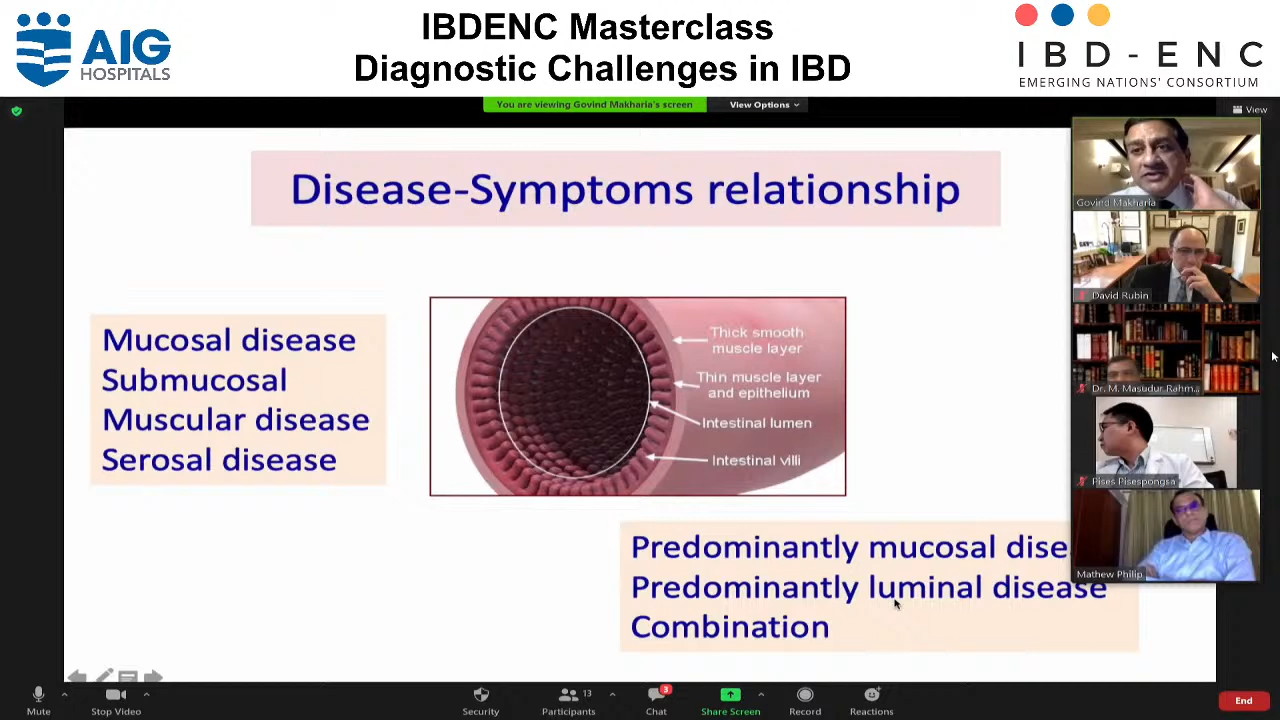 AIG
HOSPITALS
IBDENC Masterclass
Diagnostic Challenges in IBD
IBD-ENC
EMERGING NATIONS' CONSORTIUM
You are viewing Govind Makharia's screen
View Options
View
Disease-Symptoms relationship
Mucosal disease
Submucosal
Muscular disease
Serosal disease
Thick smooth
muscle layer
Thin muscle layer
and epithelium
Intestinal lumen
Intestinal villi
Predominantly mucosal dise
Predominantly luminal disease
Combination
Govind Makharia
David Rubin
Dr. M. Masudur Rahm...
Pises Pisespongsa
Mathew Philip
Mute
Stop Video
Security
13
Participants
3
Chat
Share Screen
Record
Reactions
End